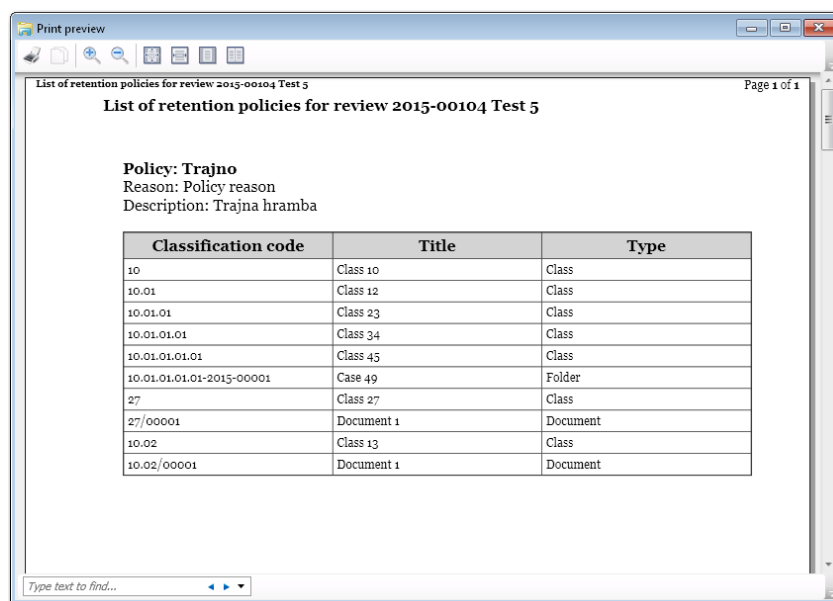 Print preview
List of retention policies for review 2015-00104 Test 5 Page 1 of 1
List of retention policies for review 2015-00104 Test 5
Policy: Trajno
Reason: Policy reason
Description: Trajna hramba
Classification code Title Type
10 Class 10 Class
10.01 Class 12 Class
10.01.01 Class 23 Class
10.01.01.01 Class 34 Class
10.01.01.01.01 Class 45 Class
10.01.01.01.01-2015-00001 Case 49 Folder
27 Class 27 Class
27/00001 Document 1 Document
10.02 Class 13 Class
10.02/00001 Document 1 Document
Type text to find...